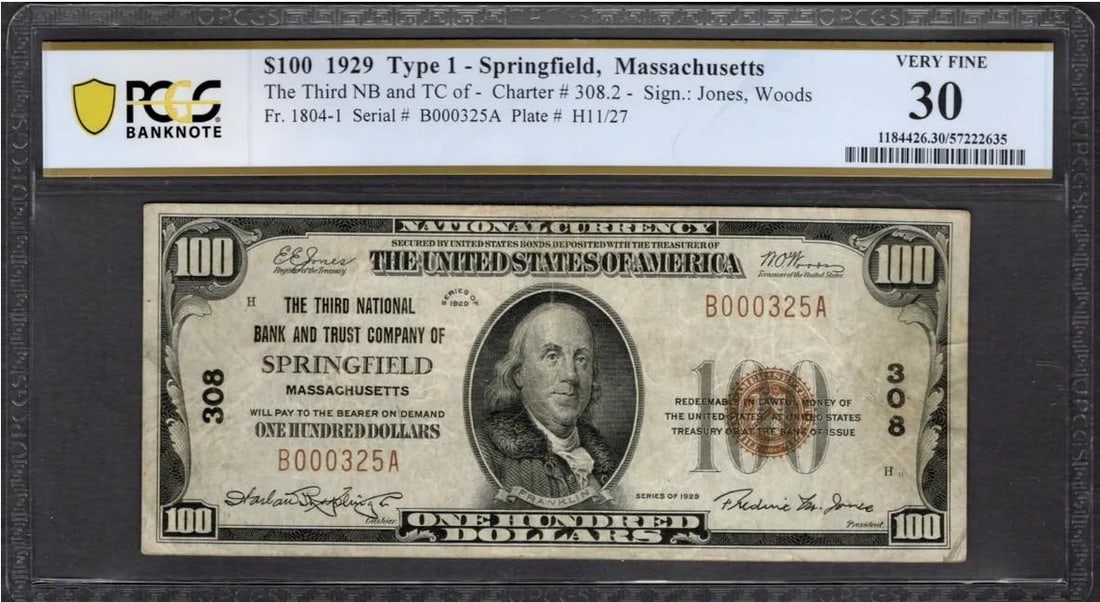 $100 1929 Type 1 - Springfield, Massachusetts
The Third NB and TC of - Charter # 308.2 - Sign.: Jones, Woods
Fr. 1804-1 Serial # B000325A Plate # H11/27
PCGS
BANKNOTE
VERY FINE
30
1184426.30/57222635
NATIONAL CURRENCY
SECURED BY UNITED STATES BONDS DEPOSITED WITH THE TREASURER OF
THE UNITED STATES OF AMERICA
100
100
E E Jones
Register of the Treasury
W O Woods
Treasurer of the United States
H
SERIES OF
1929
THE THIRD NATIONAL
BANK AND TRUST COMPANY OF
SPRINGFIELD
MASSACHUSETTS
WILL PAY TO THE BEARER ON DEMAND
ONE HUNDRED DOLLARS
B000325A
B000325A
308
308
100
REDEEMABLE IN LAWFUL MONEY OF
THE UNITED STATES AT UNITED STATES
TREASURY OR AT THE BANK OF ISSUE
H
FRANKLIN
SERIES OF 1929
Cashier
President
100
ONE HUNDRED
DOLLARS
100